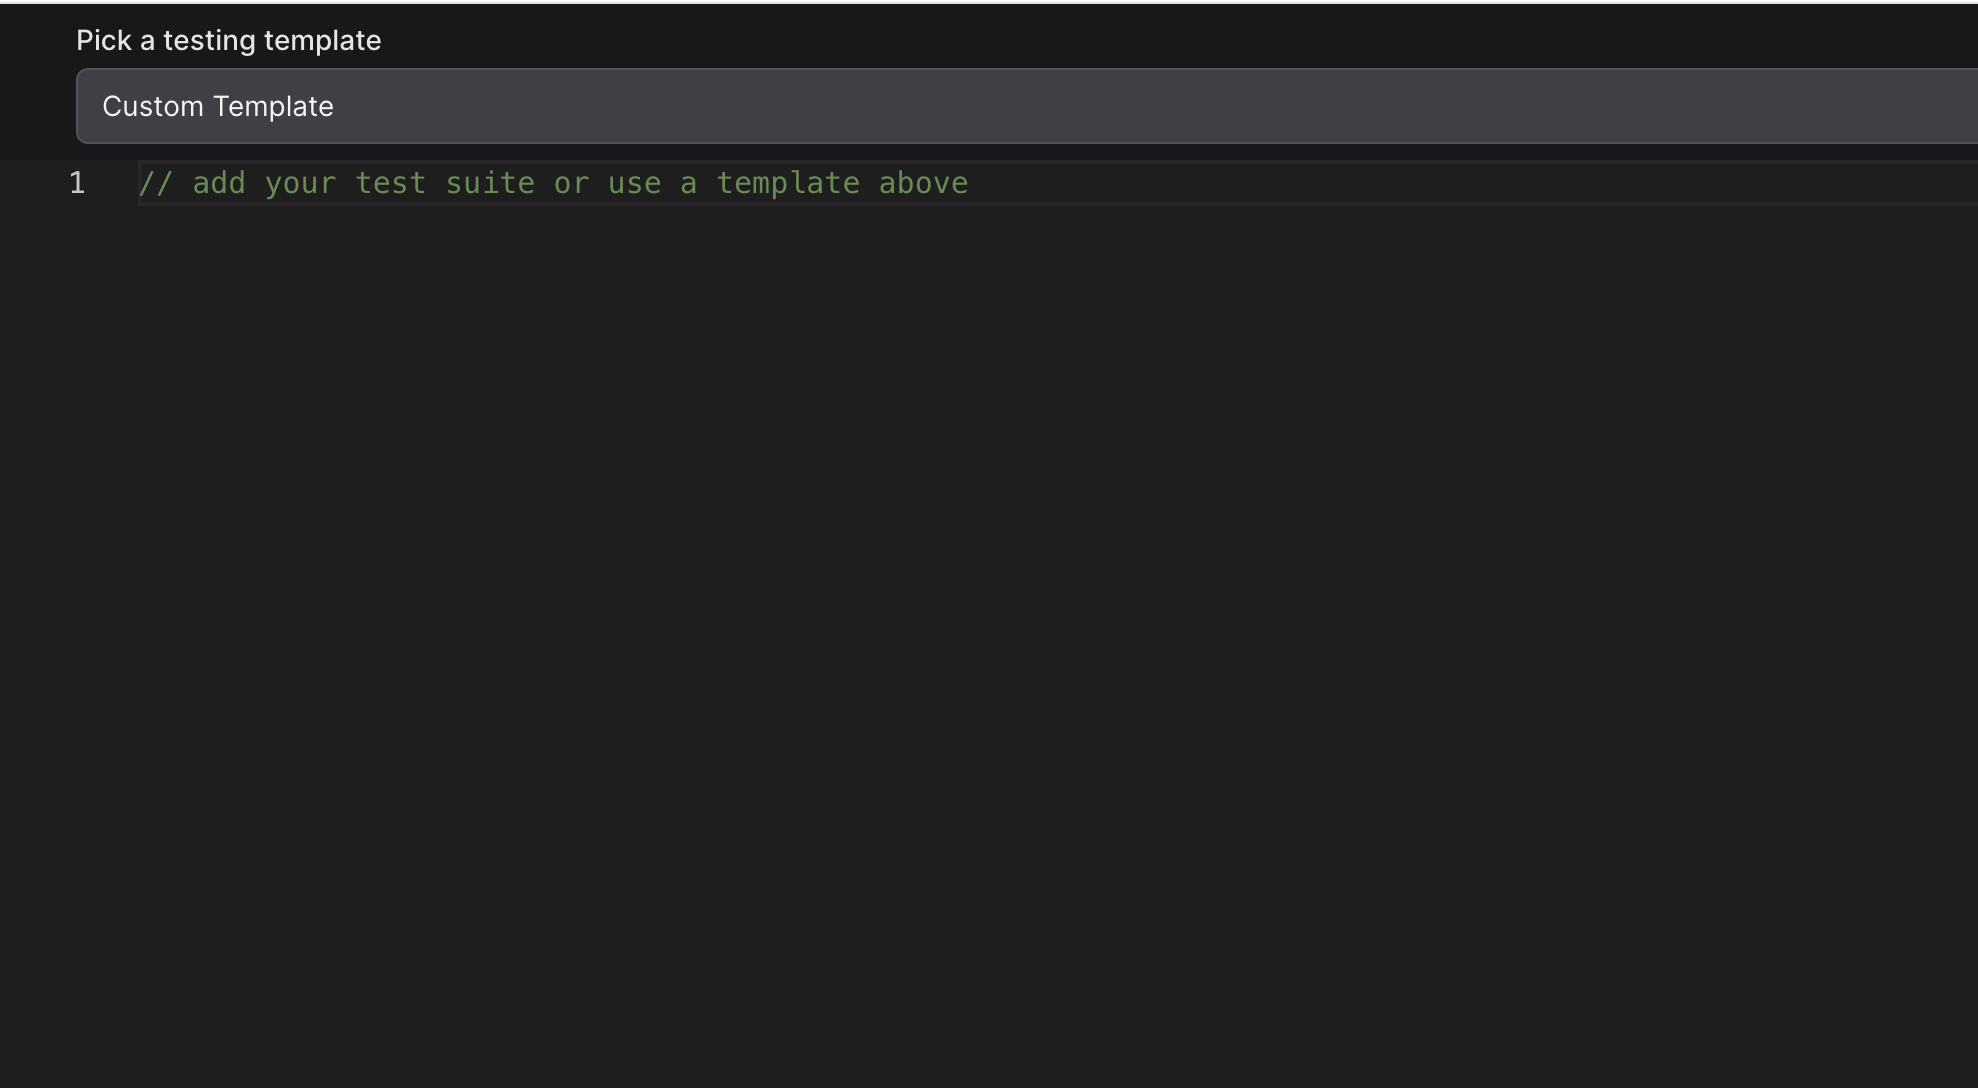 Pick a testing template
Custom Template
1 // add your test suite or use a template above